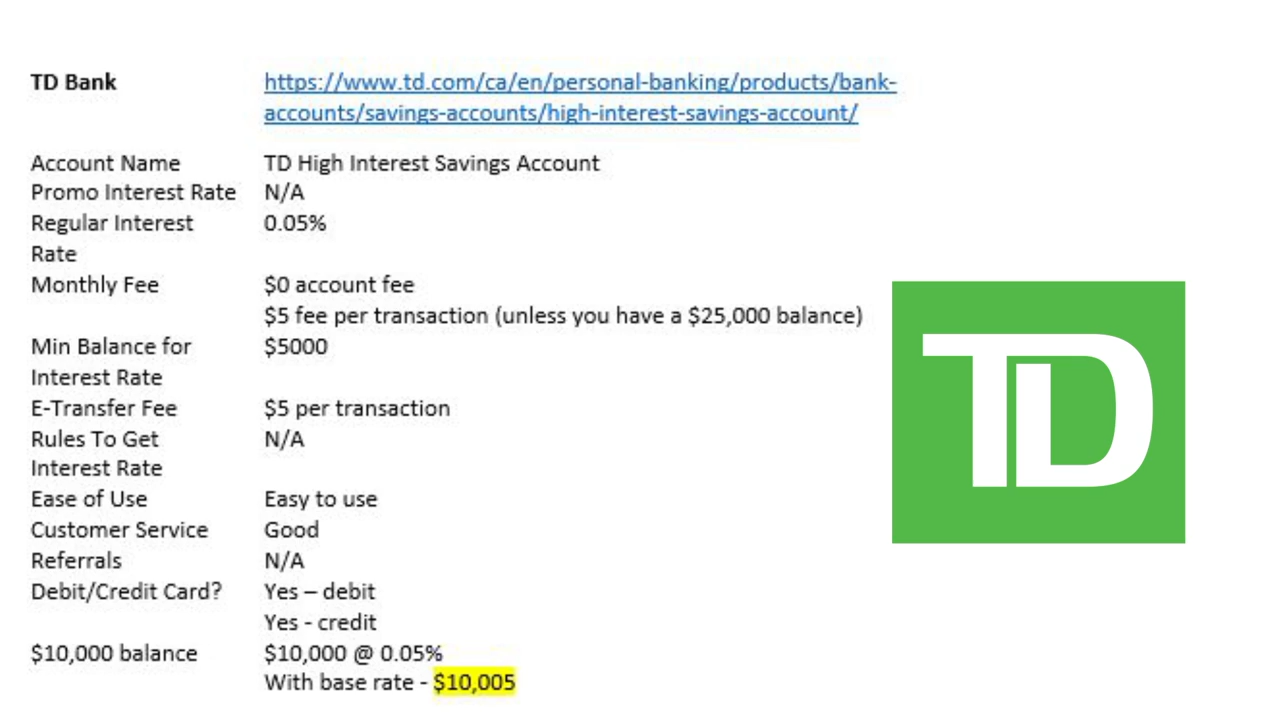 TD Bank https://www.td.com/ca/en/personal-banking/products/bank-
accounts/savings-accounts/high-interest-savings-account/
Account Name TD High Interest Savings Account
Promo Interest Rate N/A
Regular Interest 0.05%
Rate
Monthly Fee $0 account fee
$5 fee per transaction (unless you have a $25,000 balance)
Min Balance for $5000
Interest Rate
E-Transfer Fee $5 per transaction
Rules To Get N/A
Interest Rate
Ease of Use Easy to use
Customer Service Good
Referrals N/A
Debit/Credit Card? Yes – debit
Yes - credit
$10,000 balance $10,000 @ 0.05%
With base rate - $10,005
TD